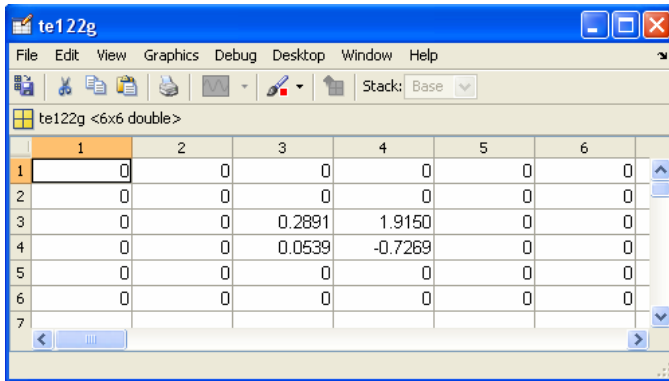 te122g
File Edit View Graphics Debug Desktop Window Help
Stack: Base
te122g <6x6 double>
1 2 3 4 5 6
1 0 0 0 0 0 0
2 0 0 0 0 0 0
3 0 0 0.2891 1.9150 0 0
4 0 0 0.0539 -0.7269 0 0
5 0 0 0 0 0 0
6 0 0 0 0 0 0
7